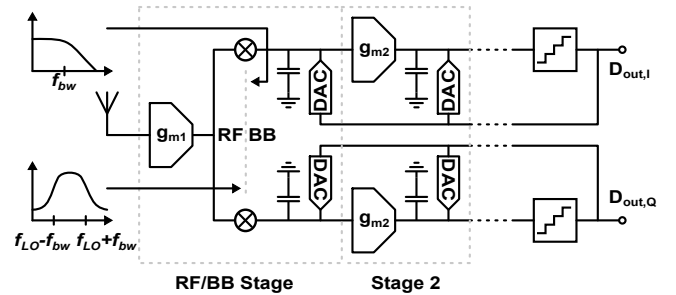 f_bw
g_m1
RF BB
DAC
g_m2
DAC
D_out,I
f_LO-f_bw f_LO+f_bw
DAC
g_m2
DAC
D_out,Q
RF/BB Stage
Stage 2